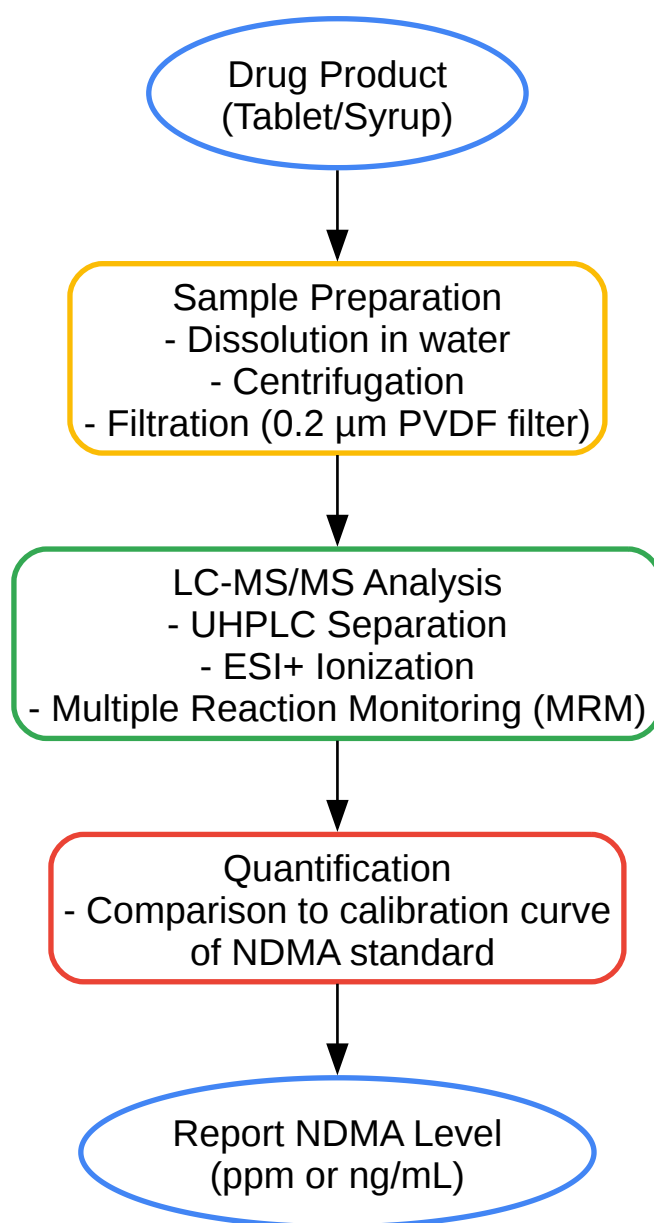 Drug Product
(Tablet/Syrup)
Sample Preparation
- Dissolution in water
- Centrifugation
- Filtration (0.2 µm PVDF filter)
LC-MS/MS Analysis
- UHPLC Separation
- ESI+ Ionization
- Multiple Reaction Monitoring (MRM)
Quantification
- Comparison to calibration curve
of NDMA standard
Report NDMA Level
(ppm or ng/mL)